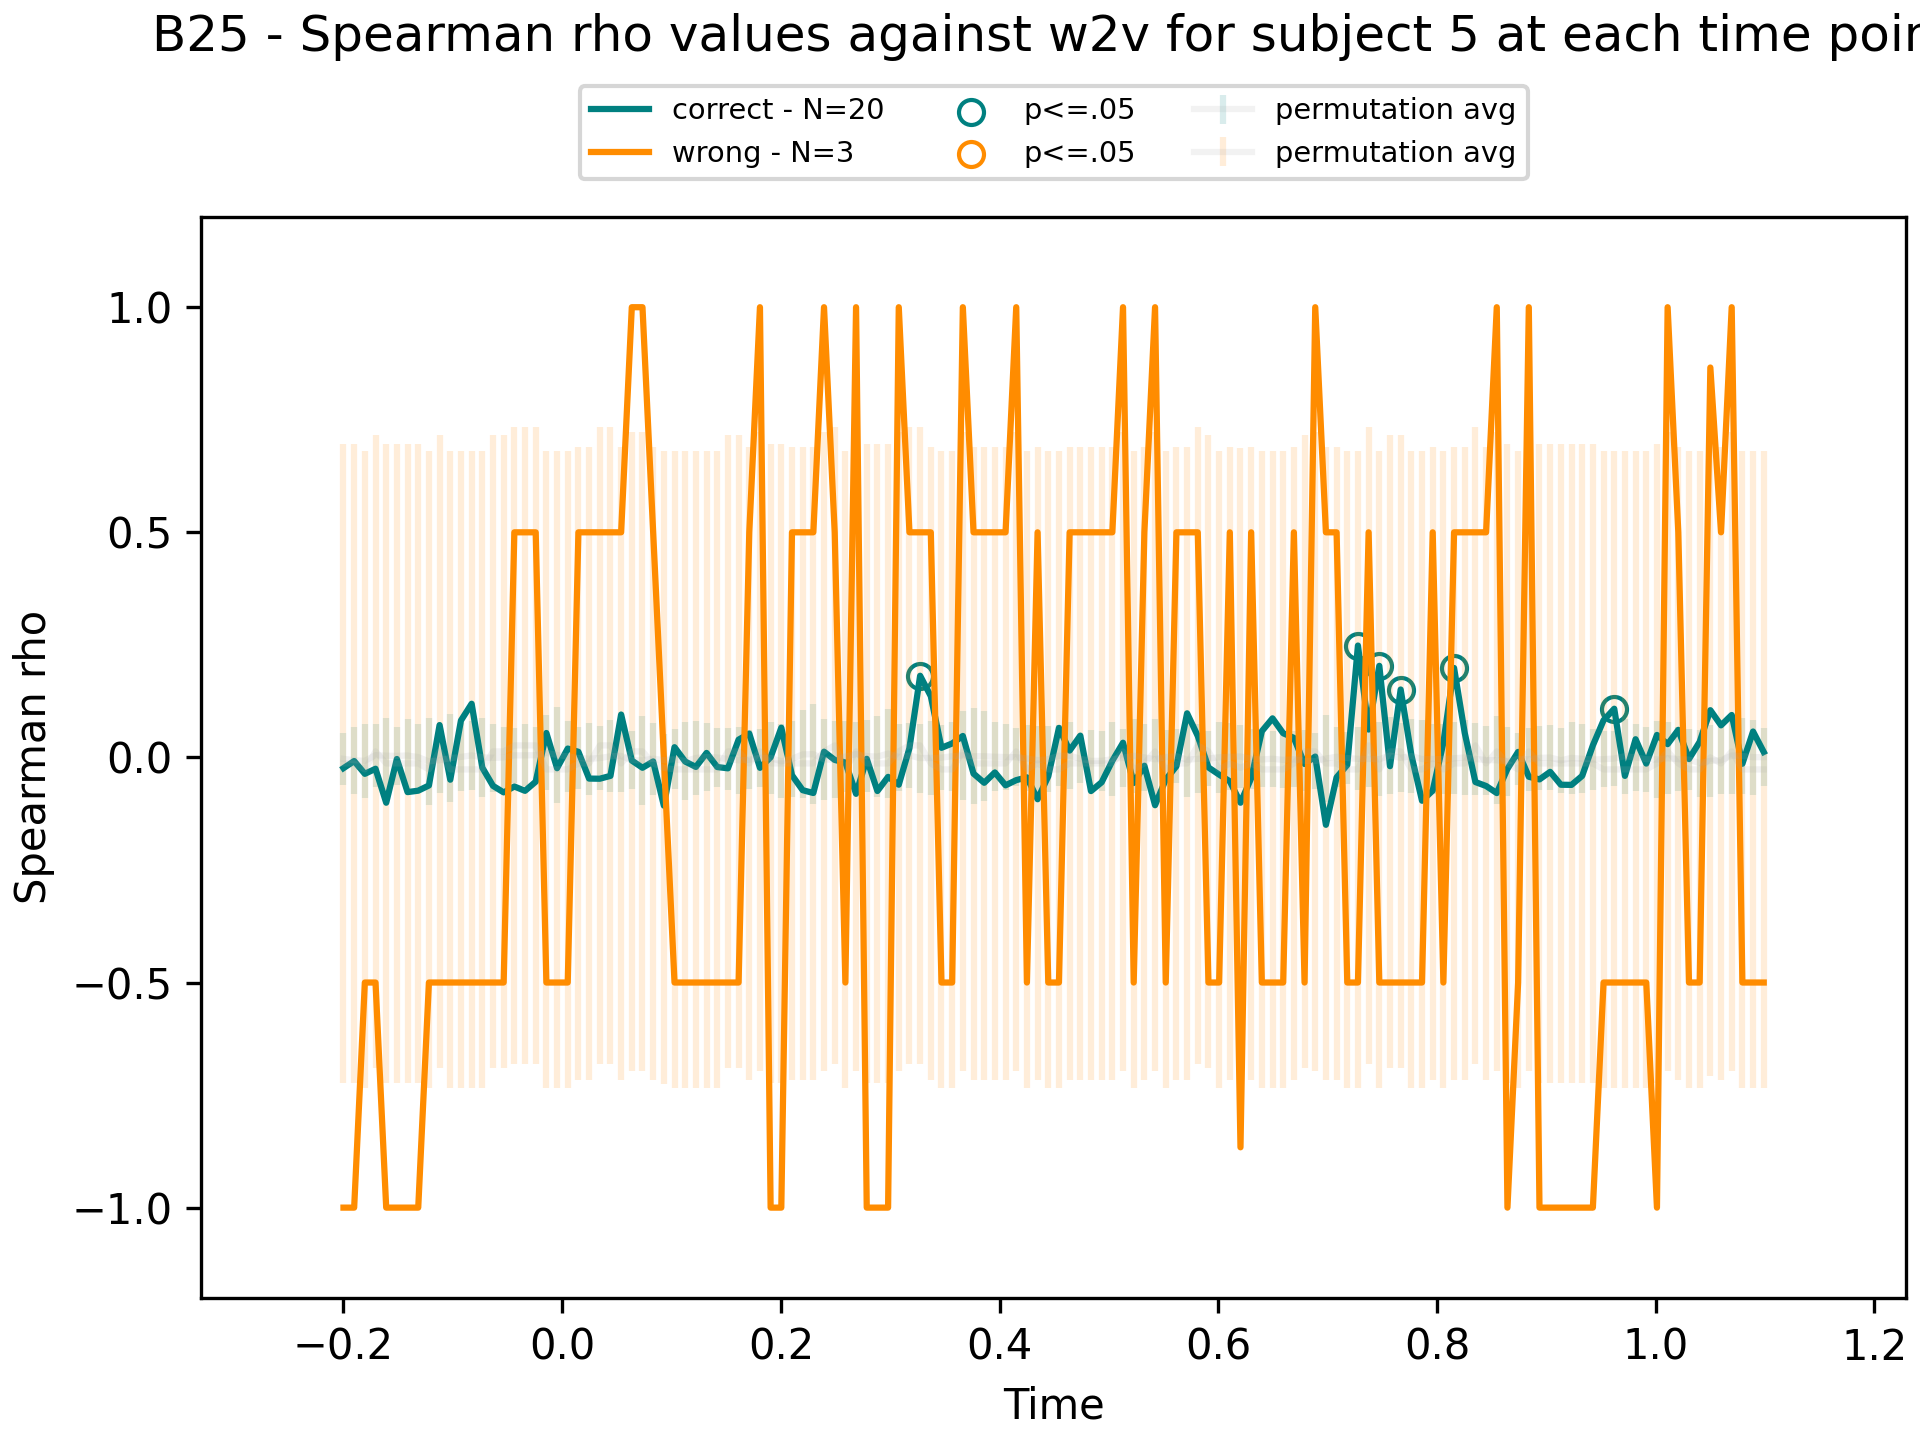 B25 - Spearman rho values against w2v for subject 5 at each time poin
correct - N=20 p<=.05 permutation avg
wrong - N=3 p<=.05 permutation avg
1.0
0.5
0.0
−0.5
−1.0
Spearman rho
−0.2 0.0 0.2 0.4 0.6 0.8 1.0 1.2
Time